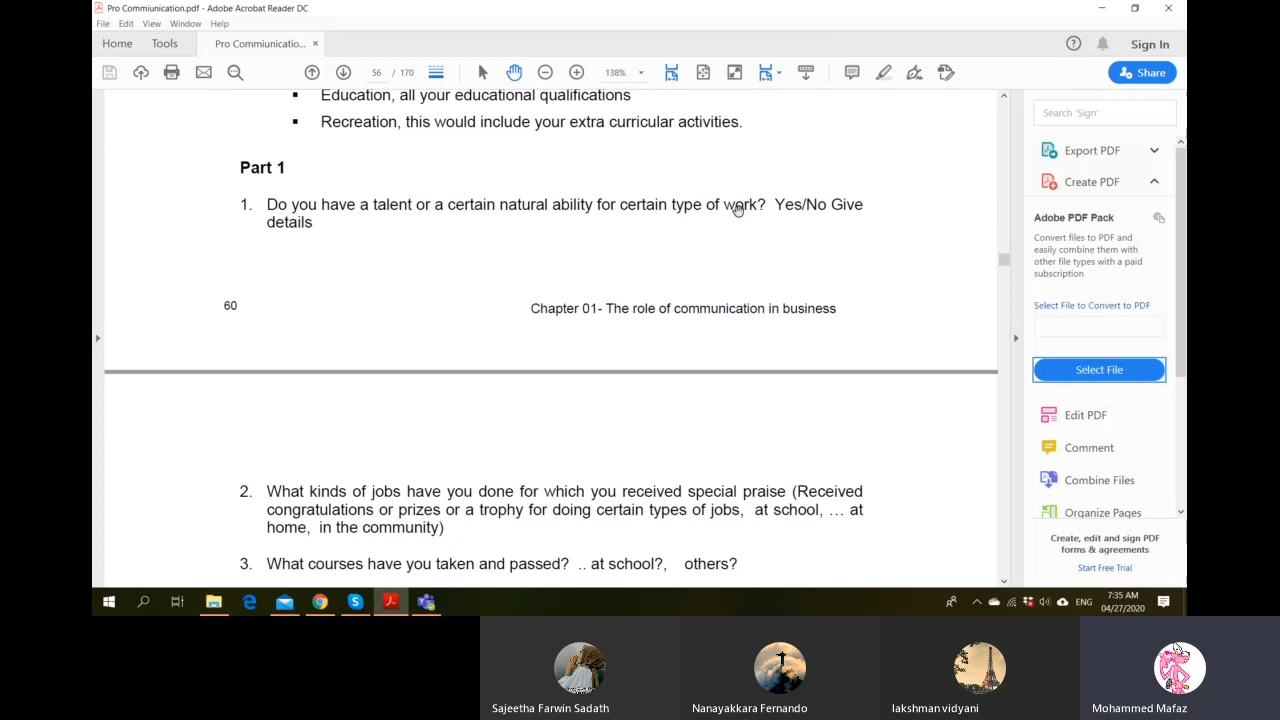 Pro Commiunication.pdf - Adobe Acrobat Reader DC
File Edit View Window Help
Home Tools Pro Commiunicatio... × Sign In
56 / 170 138% Share
▪ Education, all your educational qualifications
▪ Recreation, this would include your extra curricular activities.
Part 1
1. Do you have a talent or a certain natural ability for certain type of work? Yes/No Give
details
60 Chapter 01- The role of communication in business
2. What kinds of jobs have you done for which you received special praise (Received
congratulations or prizes or a trophy for doing certain types of jobs, at school, ... at
home, in the community)
3. What courses have you taken and passed? .. at school?, others?
Search 'Sign'
Export PDF
Create PDF
Adobe PDF Pack
Convert files to PDF and
easily combine them with
other file types with a paid
subscription
Select File to Convert to PDF
Select File
Edit PDF
Comment
Combine Files
Organize Pages
Create, edit and sign PDF
forms & agreements
Start Free Trial
ENG
7:35 AM
04/27/2020
Sajeetha Farwin Sadath
Nanayakkara Fernando
lakshman vidyani
Mohammed Mafaz